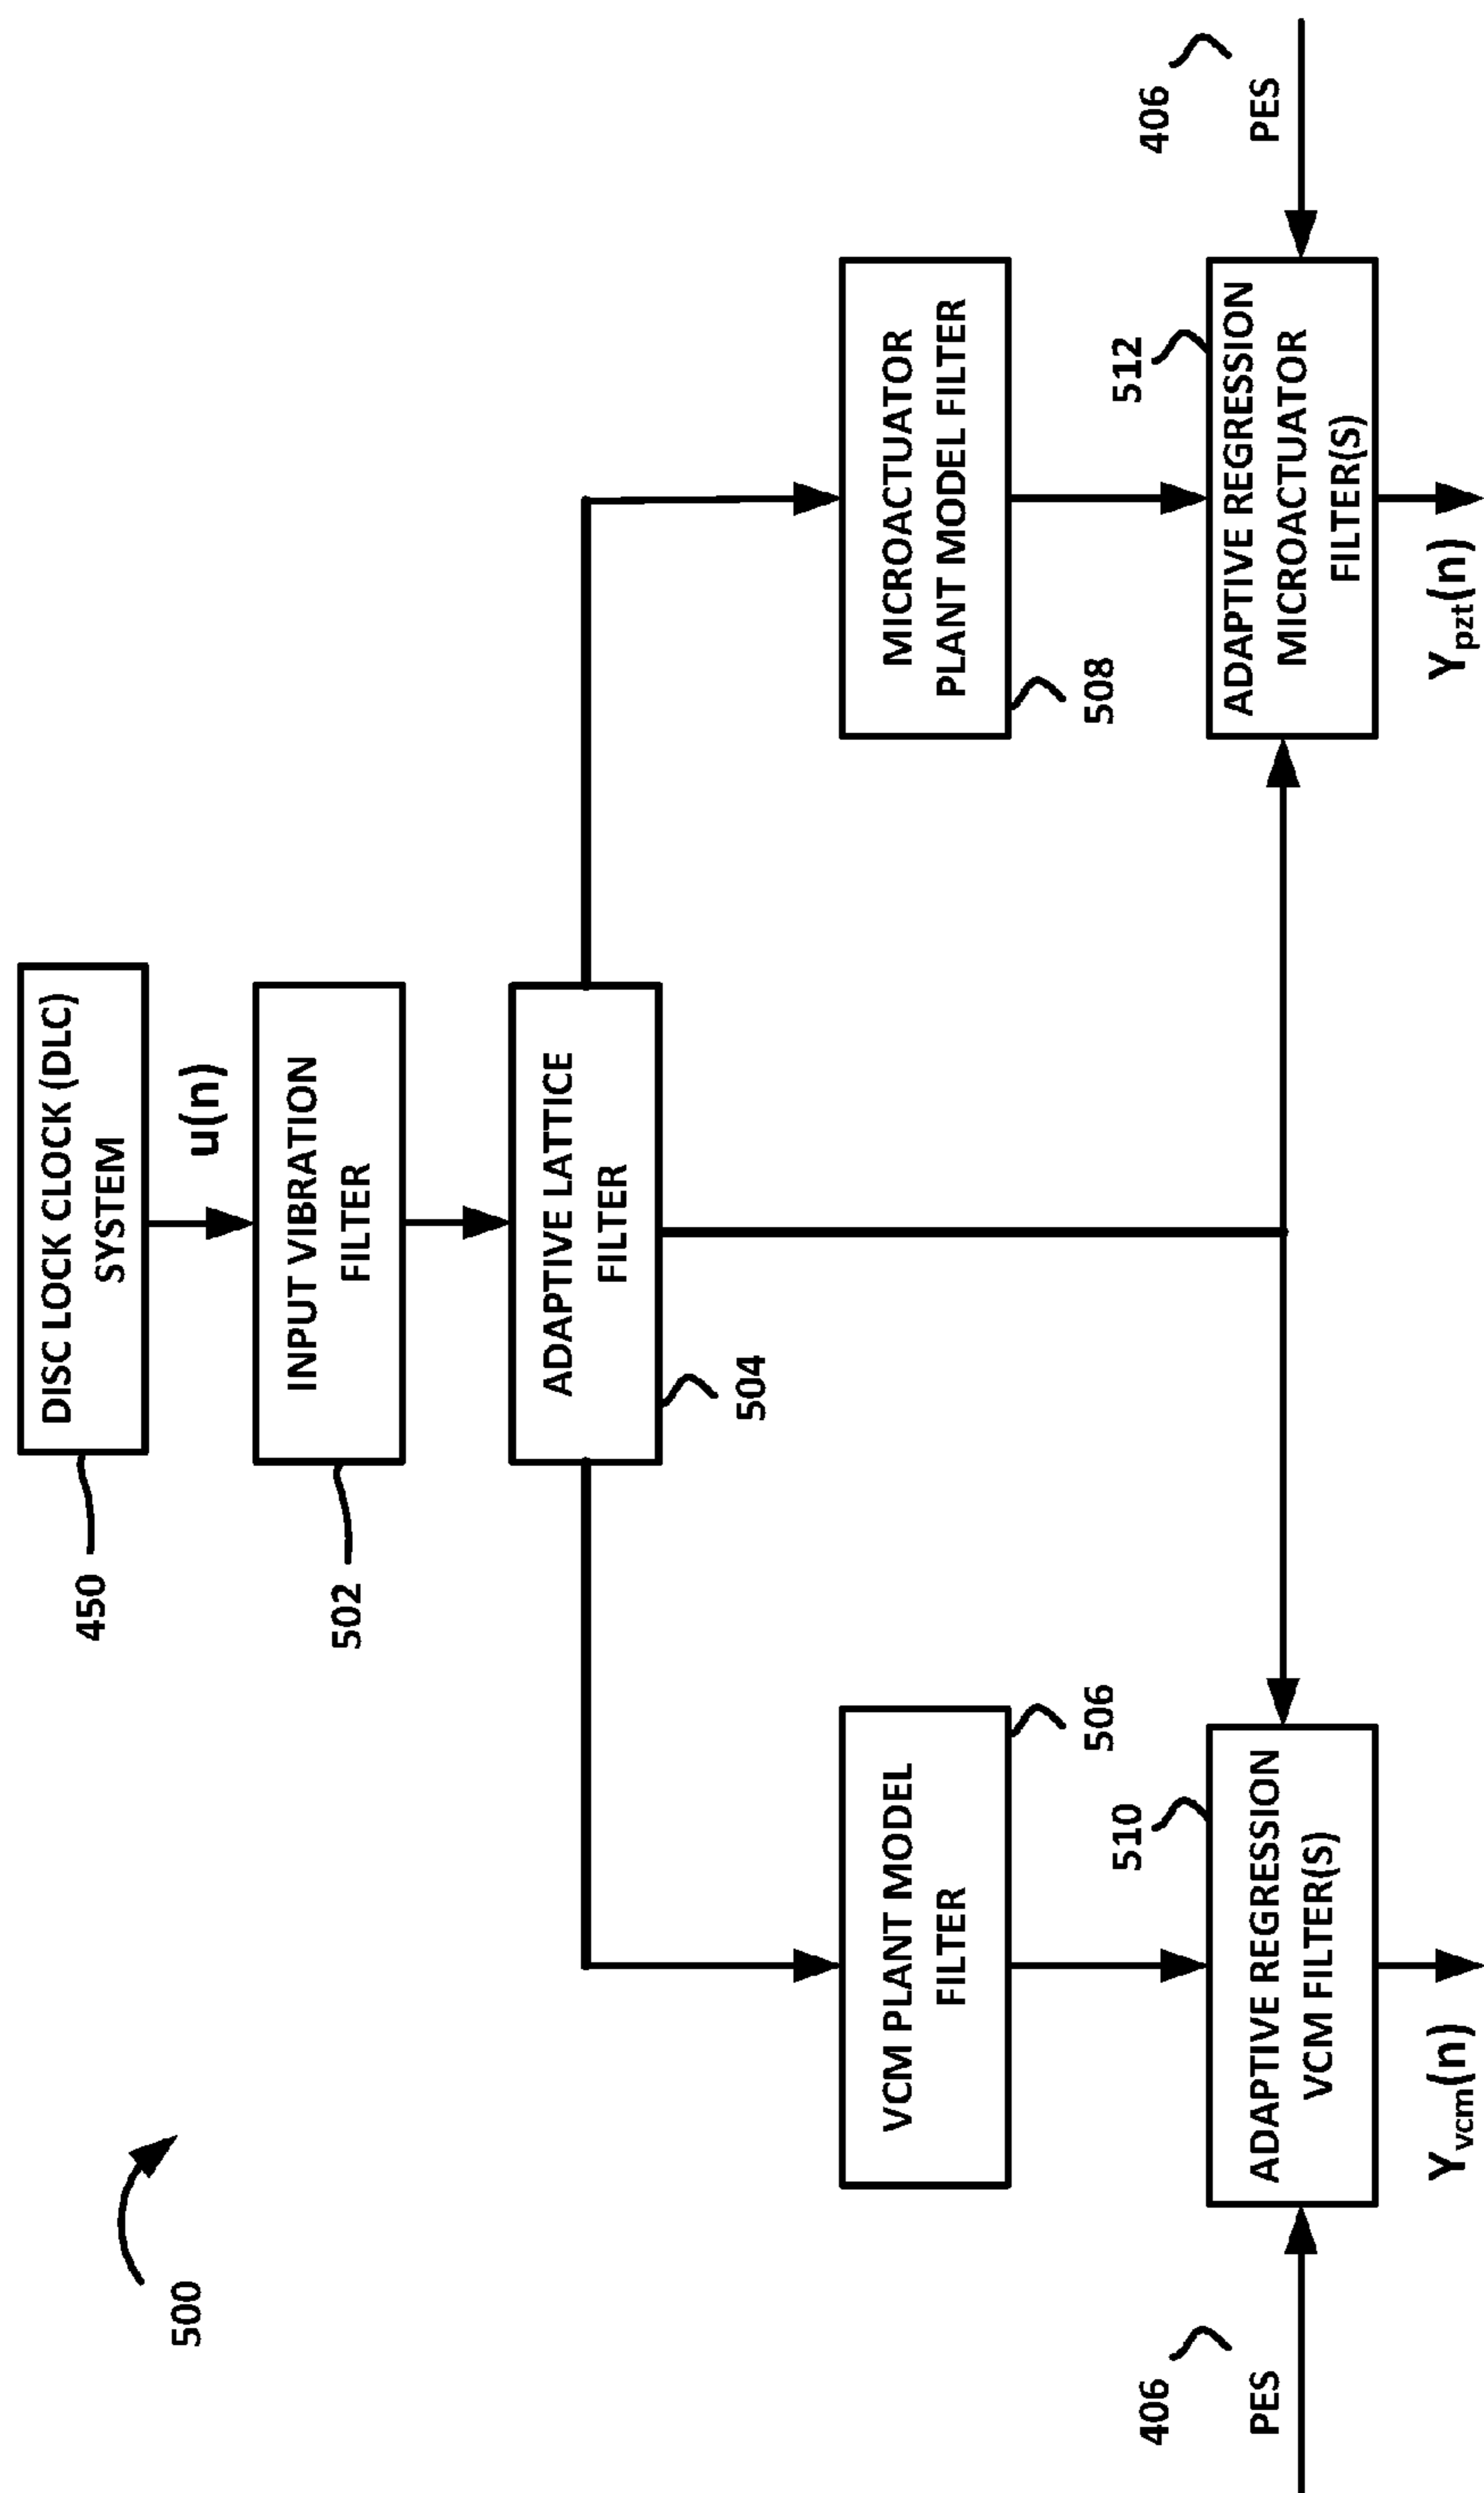 500
450
DISC LOCK CLOCK (DLC)
SYSTEM
u(n)
502
INPUT VIBRATION
FILTER
ADAPTIVE LATTICE
FILTER
504
VCM PLANT MODEL
FILTER
506
MICROACTUATOR
PLANT MODEL FILTER
508
406
PES
510
ADAPTIVE REGRESSION
VCM FILTER(S)
512
ADAPTIVE REGRESSION
MICROACTUATOR
FILTER(S)
406
PES
Yvcm(n)
Ypzt(n)